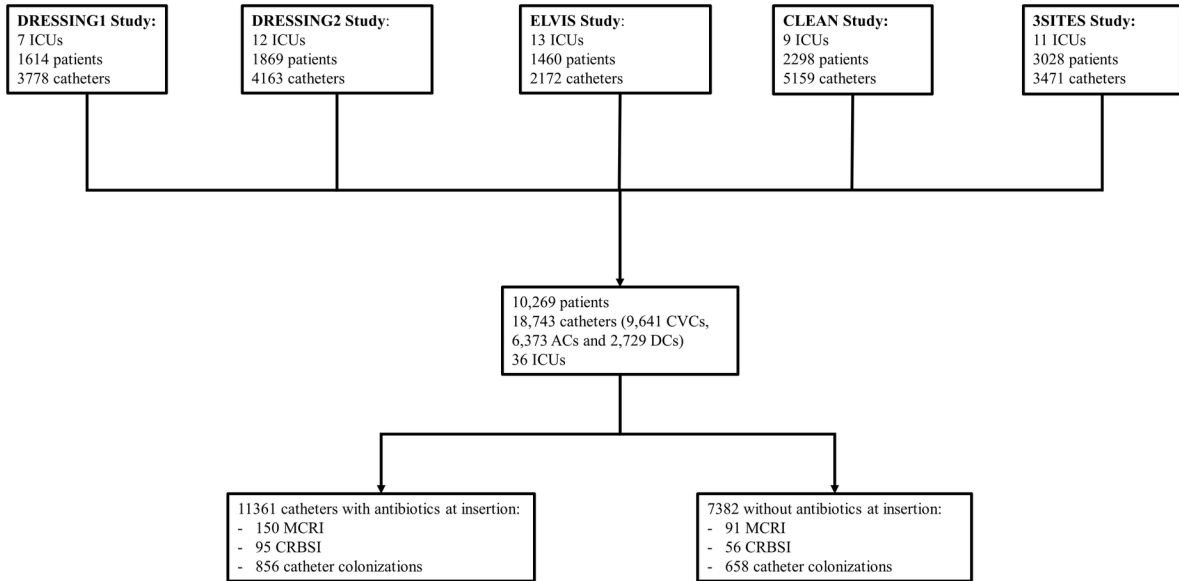 DRESSING1 Study:
7 ICUs
1614 patients
3778 catheters
DRESSING2 Study:
12 ICUs
1869 patients
4163 catheters
ELVIS Study:
13 ICUs
1460 patients
2172 catheters
CLEAN Study:
9 ICUs
2298 patients
5159 catheters
3SITES Study:
11 ICUs
3028 patients
3471 catheters
10,269 patients
18,743 catheters (9,641 CVCs,
6,373 ACs and 2,729 DCs)
36 ICUs
11361 catheters with antibiotics at insertion:
- 150 MCRI
- 95 CRBSI
- 856 catheter colonizations
7382 without antibiotics at insertion:
- 91 MCRI
- 56 CRBSI
- 658 catheter colonizations